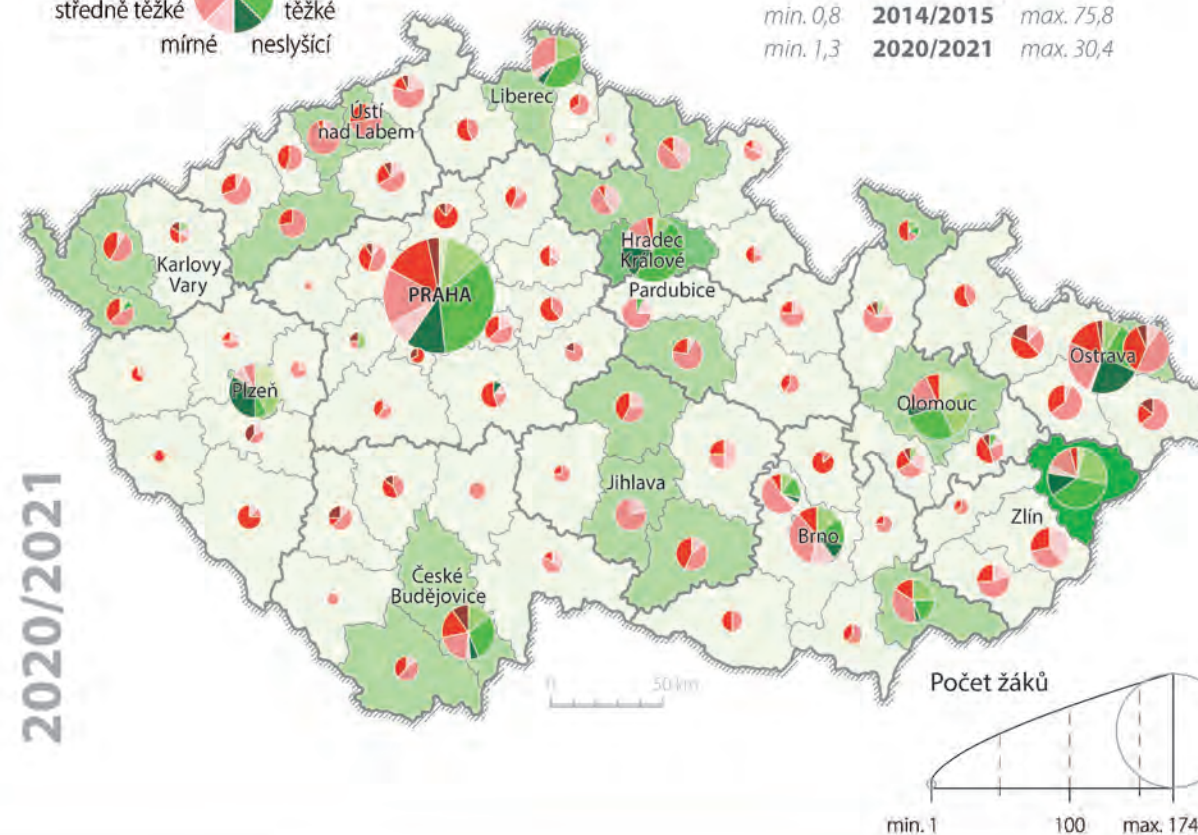 středně těžké
těžké
mírné
neslyšící
min. 0,8 2014/2015 max. 75,8
min. 1,3 2020/2021 max. 30,4
Liberec
Ústí
nad Labem
Karlovy
Vary
Hradec
Králové
PRAHA
Pardubice
Plzeň
Ostrava
Olomouc
Jihlava
Brno
Zlín
České
Budějovice
2020/2021
0 50 km
Počet žáků
min. 1 100 max. 174